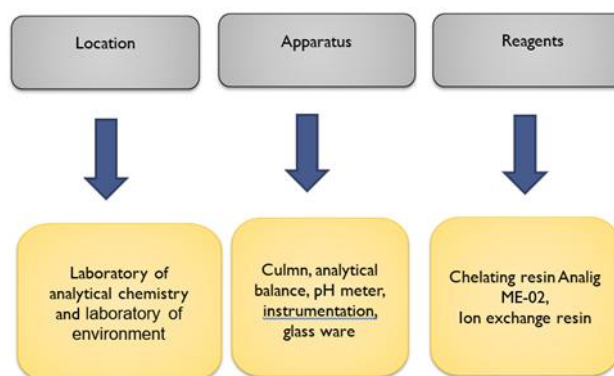 Location
Apparatus
Reagents
Laboratory of
analytical chemistry
and laboratory of
environment
Culmn, analytical
balance, pH meter,
instrumentation,
glass ware
Chelating resin Analig
ME-02,
Ion exchange resin